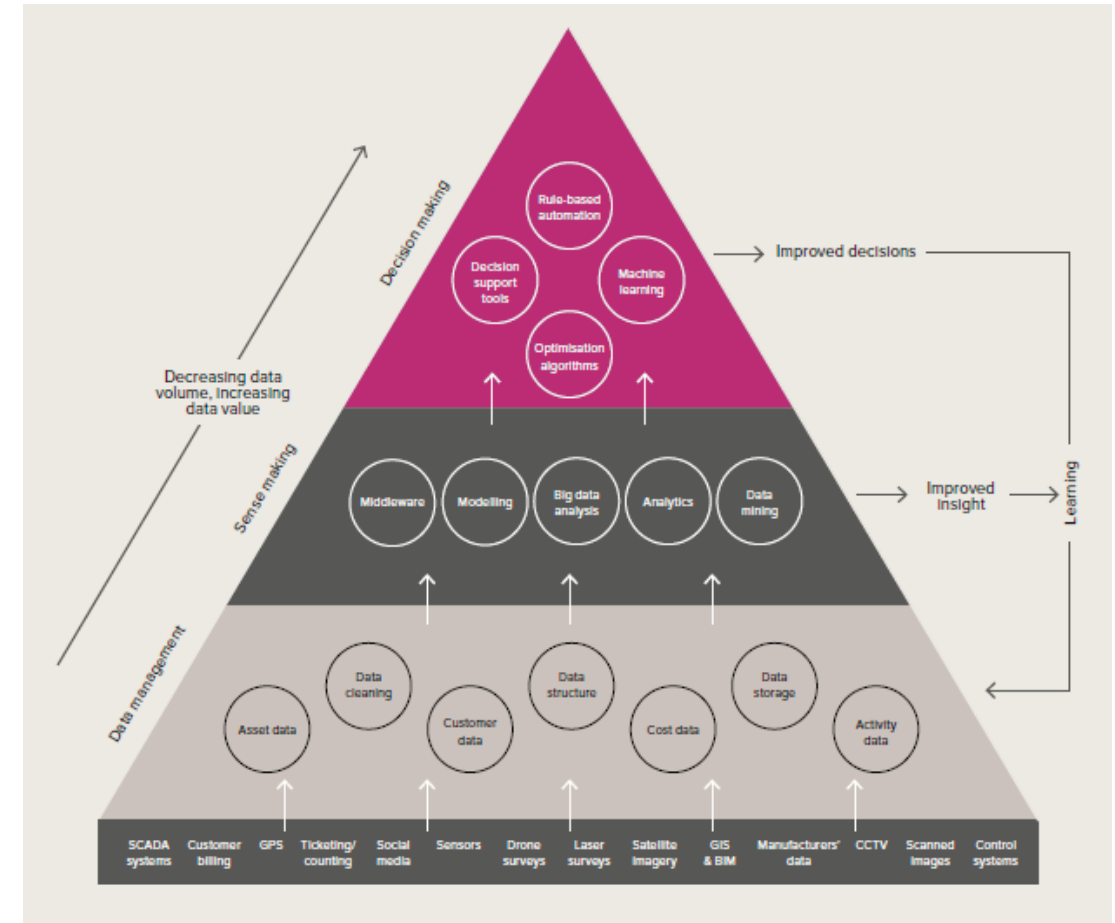 Rule-based
automation
Decision
support
tools
Machine
learning
Optimisation
algorithms
Decision making
Improved decisions
Decreasing data
volume, increasing
data value
Sense making
Middleware
Modelling
Big data
analysis
Analytics
Data
mining
Improved
insight
Learning
Data management
Data
cleaning
Data
structure
Data
storage
Asset data
Customer
data
Cost data
Activity
data
SCADA
systems
Customer
billing
GPS
Ticketing/
counting
Social
media
Sensors
Drone
surveys
Laser
surveys
Satellite
imagery
GIS
& BIM
Manufacturers'
data
CCTV
Scanned
images
Control
systems